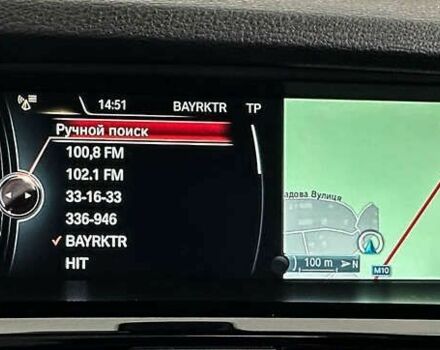 14:51 BAYRKTR TP
Ручной поиск
100,8 FM
102.1 FM
33-16-33
336-946
BAYRKTR
HIT
адова Вулиця
100 m N
M10